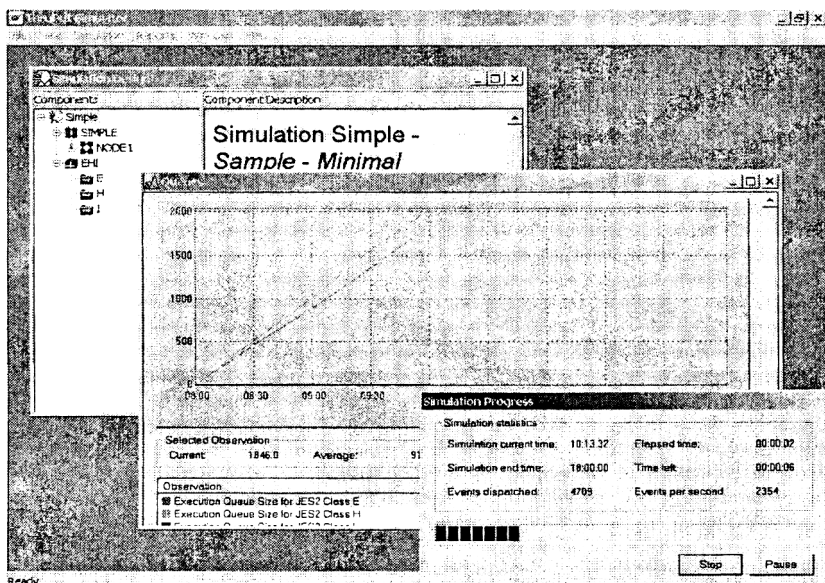 Components
Component Description
Simple
SIMPLE
NODE1
EHI
E
H
I
Simulation Simple -
Sample - Minimal
2000
1500
1000
500
0
08:00 08:30 09:00 09:30
Selected Observation
Current: 1846.0 Average: 91
Observation
Execution Queue Size for JES2 Class E
Execution Queue Size for JES2 Class H
Simulation Progress
Simulation statistics
Simulation current time: 10:13.32 Elapsed time: 00:00:02
Simulation end time: 18:00.00 Time left 00:00:06
Events dispatched: 4709 Events per second 2354
Stop Pause
Ready